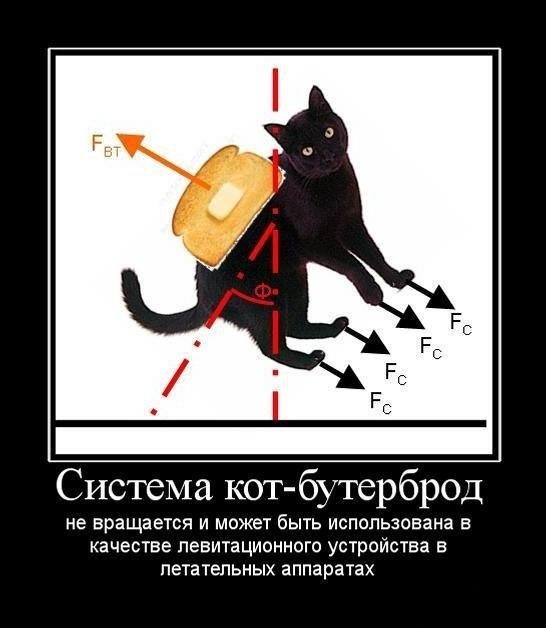 FВТ
Φ
FC
FC
FC
FC
Система кот-бутерброд
не вращается и может быть использована в
качестве левитационного устройства в
летательных аппаратах